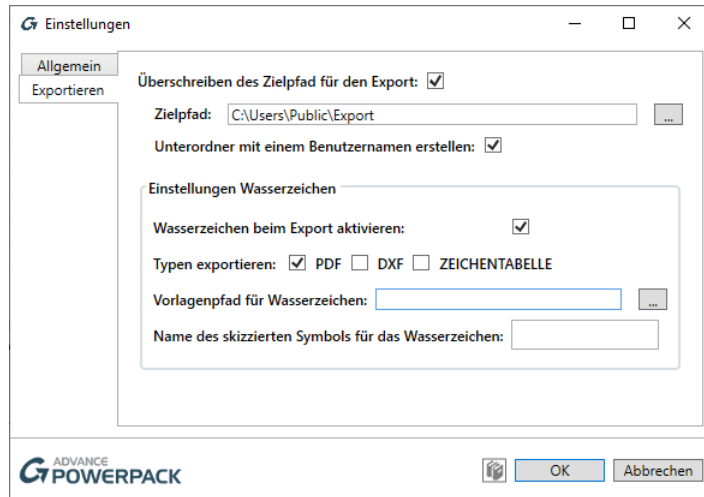 Einstellungen
Allgemein
Exportieren
Überschreiben des Zielpfad für den Export:
Zielpfad: C:\Users\Public\Export ...
Unterordner mit einem Benutzernamen erstellen:
Einstellungen Wasserzeichen
Wasserzeichen beim Export aktivieren:
Typen exportieren: PDF DXF ZEICHENTABELLE
Vorlagenpfad für Wasserzeichen: ...
Name des skizzierten Symbols für das Wasserzeichen:
ADVANCE
POWERPACK
OK Abbrechen